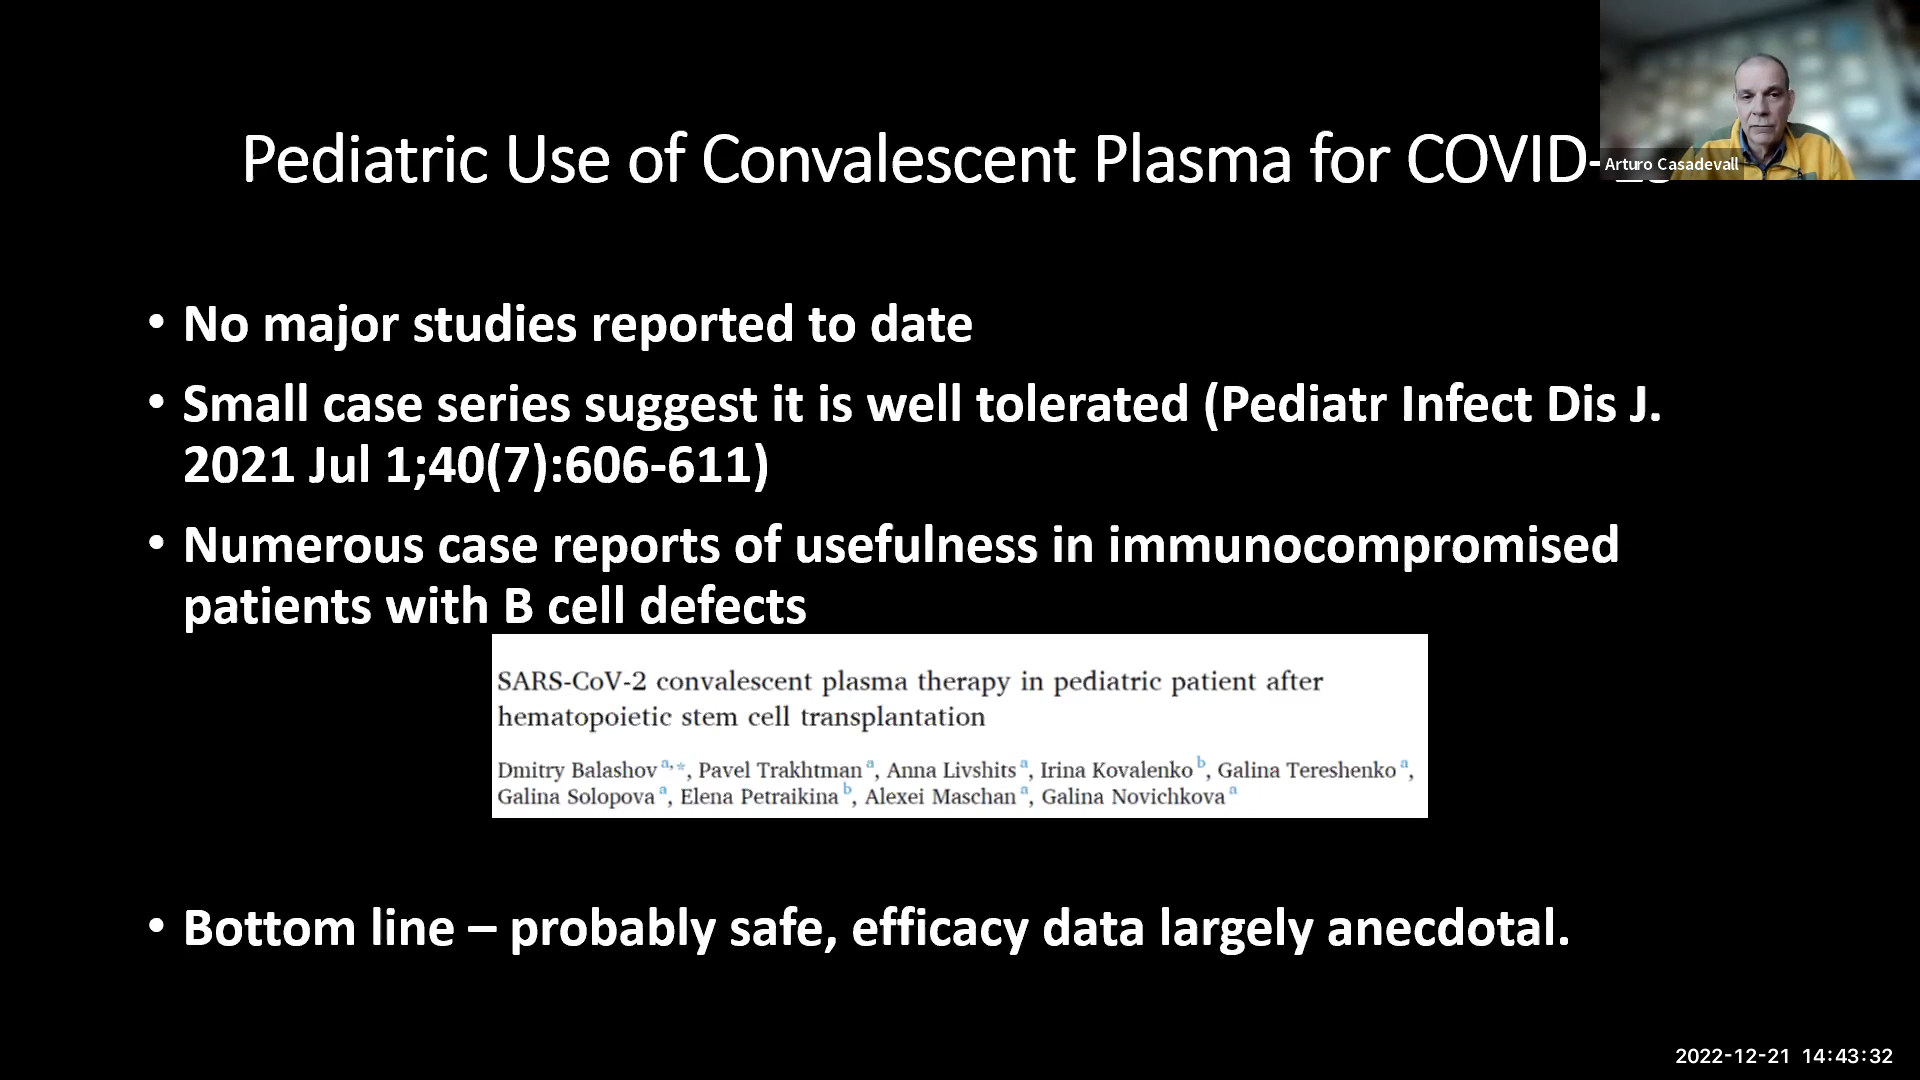 Pediatric Use of Convalescent Plasma for COVID-
Arturo Casadevall
• No major studies reported to date
• Small case series suggest it is well tolerated (Pediatr Infect Dis J.
2021 Jul 1;40(7):606-611)
• Numerous case reports of usefulness in immunocompromised
patients with B cell defects
SARS-CoV-2 convalescent plasma therapy in pediatric patient after
hematopoietic stem cell transplantation
Dmitry Balashov a,*, Pavel Trakhtman a, Anna Livshits a, Irina Kovalenko b, Galina Tereshenko a,
Galina Solopova a, Elena Petraikina b, Alexei Maschan a, Galina Novichkova a
• Bottom line – probably safe, efficacy data largely anecdotal.
2022-12-21 14:43:32